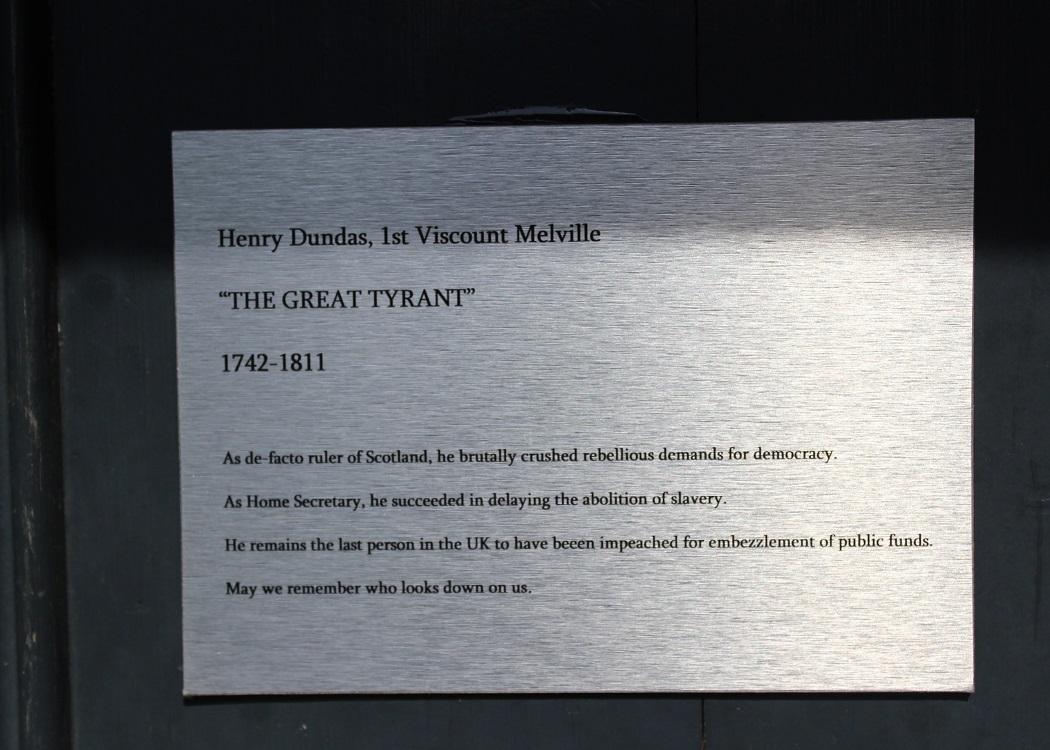 Henry Dundas, 1st Viscount Melville
“THE GREAT TYRANT”
1742-1811
As de-facto ruler of Scotland, he brutally crushed rebellious demands for democracy.
As Home Secretary, he succeeded in delaying the abolition of slavery.
He remains the last person in the UK to have beeen impeached for embezzlement of public funds.
May we remember who looks down on us.